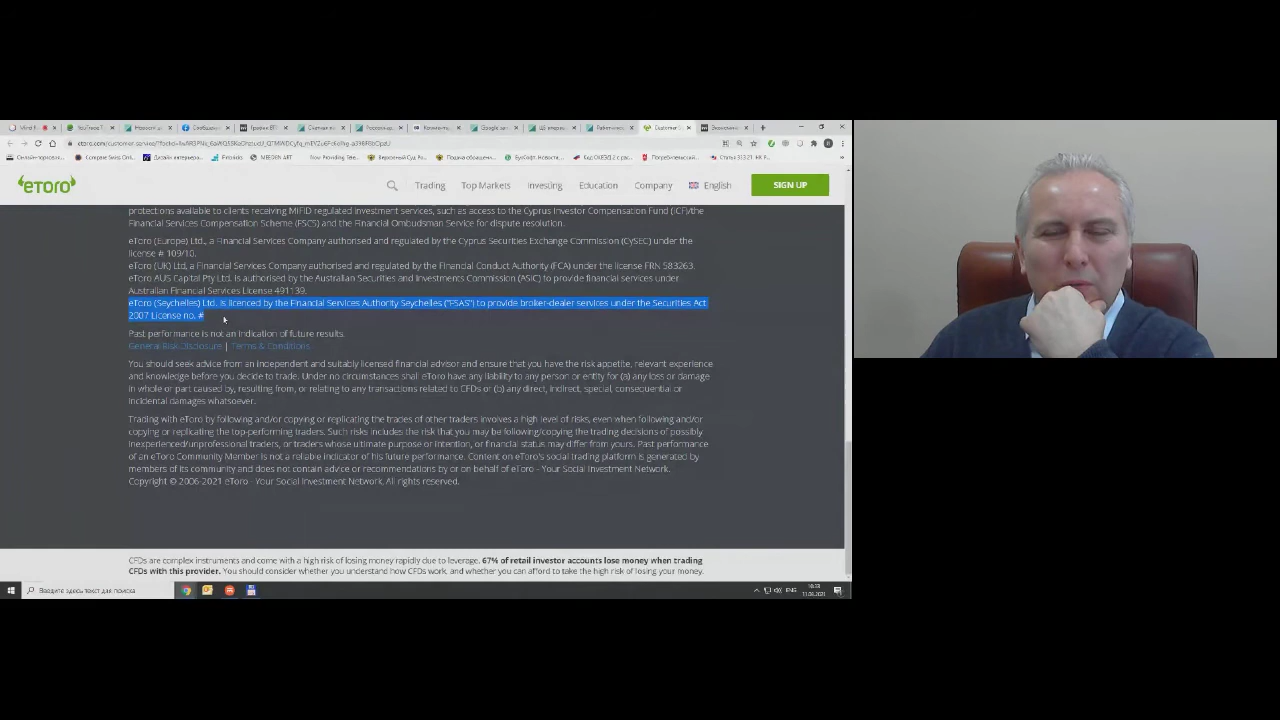 etoro.com/customer-service/
eToro
Trading
Top Markets
Investing
Education
Company
English
SIGN UP
protections available to clients receiving MiFID regulated investment services, such as access to the Cyprus Investor Compensation Fund (ICF)/the
Financial Services Compensation Scheme (FSCS) and the Financial Ombudsman Service for dispute resolution.
eToro (Europe) Ltd., a Financial Services Company authorised and regulated by the Cyprus Securities Exchange Commission (CySEC) under the
license # 109/10.
eToro (UK) Ltd, a Financial Services Company authorised and regulated by the Financial Conduct Authority (FCA) under the license FRN 583263.
eToro AUS Capital Pty Ltd. is authorised by the Australian Securities and Investments Commission (ASIC) to provide financial services under
Australian Financial Services License 491139.
eToro (Seychelles) Ltd. is licenced by the Financial Services Authority Seychelles ("FSAS") to provide broker-dealer services under the Securities Act
2007 License no. #
Past performance is not an indication of future results.
General Risk Disclosure | Terms & Conditions
You should seek advice from an independent and suitably licensed financial advisor and ensure that you have the risk appetite, relevant experience
and knowledge before you decide to trade. Under no circumstances shall eToro have any liability to any person or entity for (a) any loss or damage
in whole or part caused by, resulting from, or relating to any transactions related to CFDs or (b) any direct, indirect, special, consequential or
incidental damages whatsoever.
Trading with eToro by following and/or copying or replicating the trades of other traders involves a high level of risks, even when following and/or
copying or replicating the top-performing traders. Such risks includes the risk that you may be following/copying the trading decisions of possibly
inexperienced/unprofessional traders, or traders whose ultimate purpose or intention, or financial status may differ from yours. Past performance
of an eToro Community Member is not a reliable indicator of his future performance. Content on eToro's social trading platform is generated by
members of its community and does not contain advice or recommendations by or on behalf of eToro - Your Social Investment Network.
Copyright © 2006-2021 eToro - Your Social Investment Network, All rights reserved.
CFDs are complex instruments and come with a high risk of losing money rapidly due to leverage. 67% of retail investor accounts lose money when trading
CFDs with this provider. You should consider whether you understand how CFDs work, and whether you can afford to take the high risk of losing your money.
Введите здесь текст для поиска
ENG